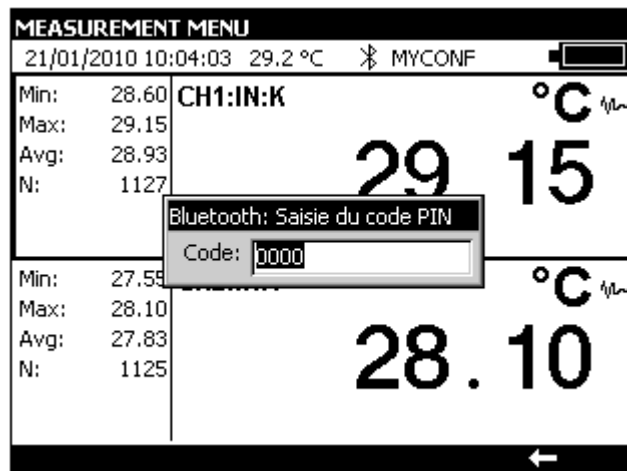 MEASUREMENT MENU
21/01/2010 10:04:03 29.2 °C MYCONF
Min: 28.60
Max: 29.15
Avg: 28.93
N: 1127
CH1:IN:K
°C
29 15
Bluetooth: Saisie du code PIN
Code: 0000
Min: 27.55
Max: 28.10
Avg: 27.83
N: 1125
°C
28.10